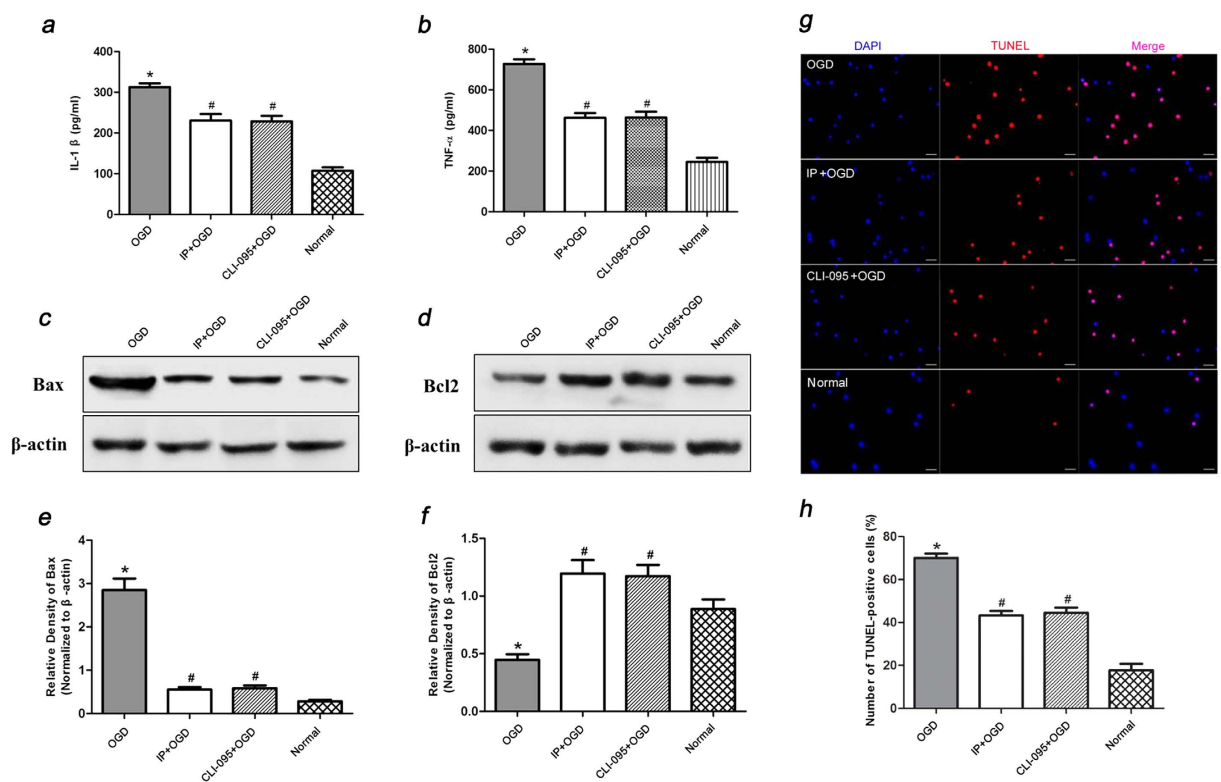 a
IL-1 β (pg/ml)
400
300
200
100
0
*
#
#
OGD
IP+OGD
CLI-095+OGD
Normal
b
TNF-α (pg/ml)
800
600
400
200
0
*
#
#
OGD
IP+OGD
CLI-095+OGD
Normal
c
OGD
IP+OGD
CLI-095+OGD
Normal
Bax
β-actin
d
OGD
IP+OGD
CLI-095+OGD
Normal
Bcl2
β-actin
e
Relative Density of Bax
(Normalized to β -actin)
4
3
2
1
0
*
#
#
OGD
IP+OGD
CLI-095+OGD
Normal
f
Relative Density of Bcl2
(Normalized to β -actin)
1.5
1.0
0.5
0.0
*
#
#
OGD
IP+OGD
CLI-095+OGD
Normal
g
DAPI TUNEL Merge
OGD
IP+OGD
CLI-095+OGD
Normal
h
Number of TUNEL-positive cells (%)
80
60
40
20
0
*
#
#
OGD
IP+OGD
CLI-095+OGD
Normal